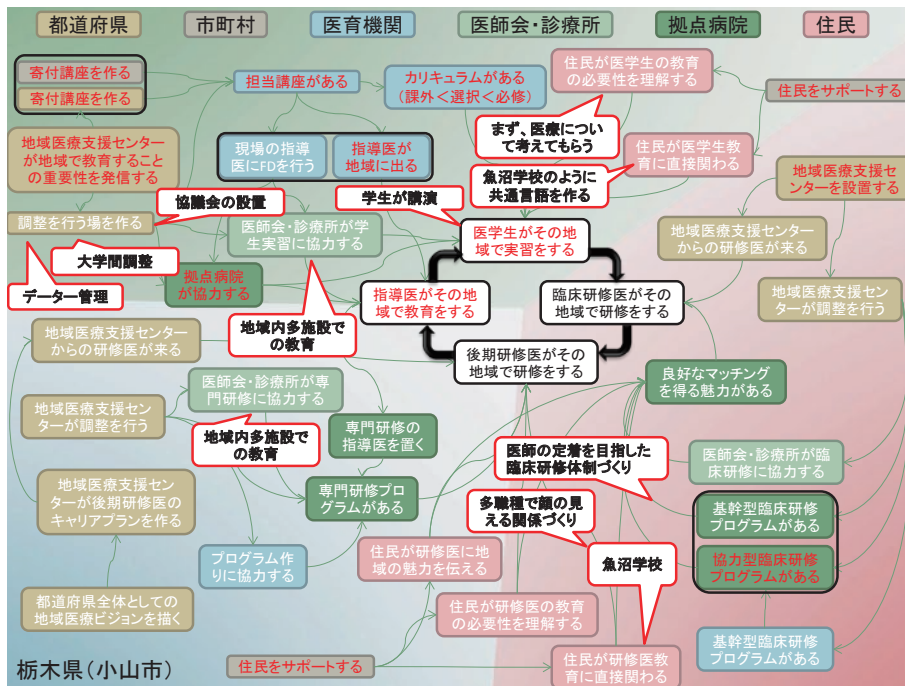 都道府県
市町村
医育機関
医師会・診療所
拠点病院
住民
寄付講座を作る
寄付講座を作る
担当講座がある
カリキュラムがある
(課外<選択<必修)
住民が医学生の教育
の必要性を理解する
住民をサポートする
地域医療支援センター
が地域で教育すること
の重要性を発信する
現場の指導
医にFDを行う
指導医が
地域に出る
まず、医療につい
て考えてもらう
住民が医学生
教育に直接関わる
魚沼学校のように
共通言語を作る
地域医療支援セ
ンターを設置する
協議会の設置
学生が講演
調整を行う場を作る
医師会・診療所が学
生実習に協力する
医学生がその地
域で実習をする
地域医療支援センター
からの研修医が来る
大学間調整
データー管理
拠点病院
が協力する
指導医がその地
域で教育をする
臨床研修医がその
地域で研修をする
地域医療支援セン
ターが調整を行う
地域医療支援センター
からの研修医が来る
地域内多施設で
の教育
後期研修医がその
地域で研修をする
医師会・診療所が専
門研修に協力する
良好なマッチング
を得る魅力がある
地域医療支援セン
ターが調整を行う
地域内多施設で
の教育
専門研修の
指導医を置く
医師の定着を目指した
臨床研修体制づくり
医師会・診療所が臨
床研修に協力する
地域医療支援セ
ンターが後期研修医の
キャリアプランを作る
専門研修プロ
グラムがある
多職種で顔の見
える関係づくり
基幹型臨床研修
プログラムがある
協力型臨床研修
プログラムがある
プログラム作
りに協力する
住民が研修医に地
域の魅力を伝える
魚沼学校
都道府県全体としての
地域医療ビジョンを描く
住民が研修医の教育
の必要性を理解する
基幹型臨床研修
プログラムがある
栃木県(小山市)
住民をサポートする
住民が研修医教
育に直接関わる